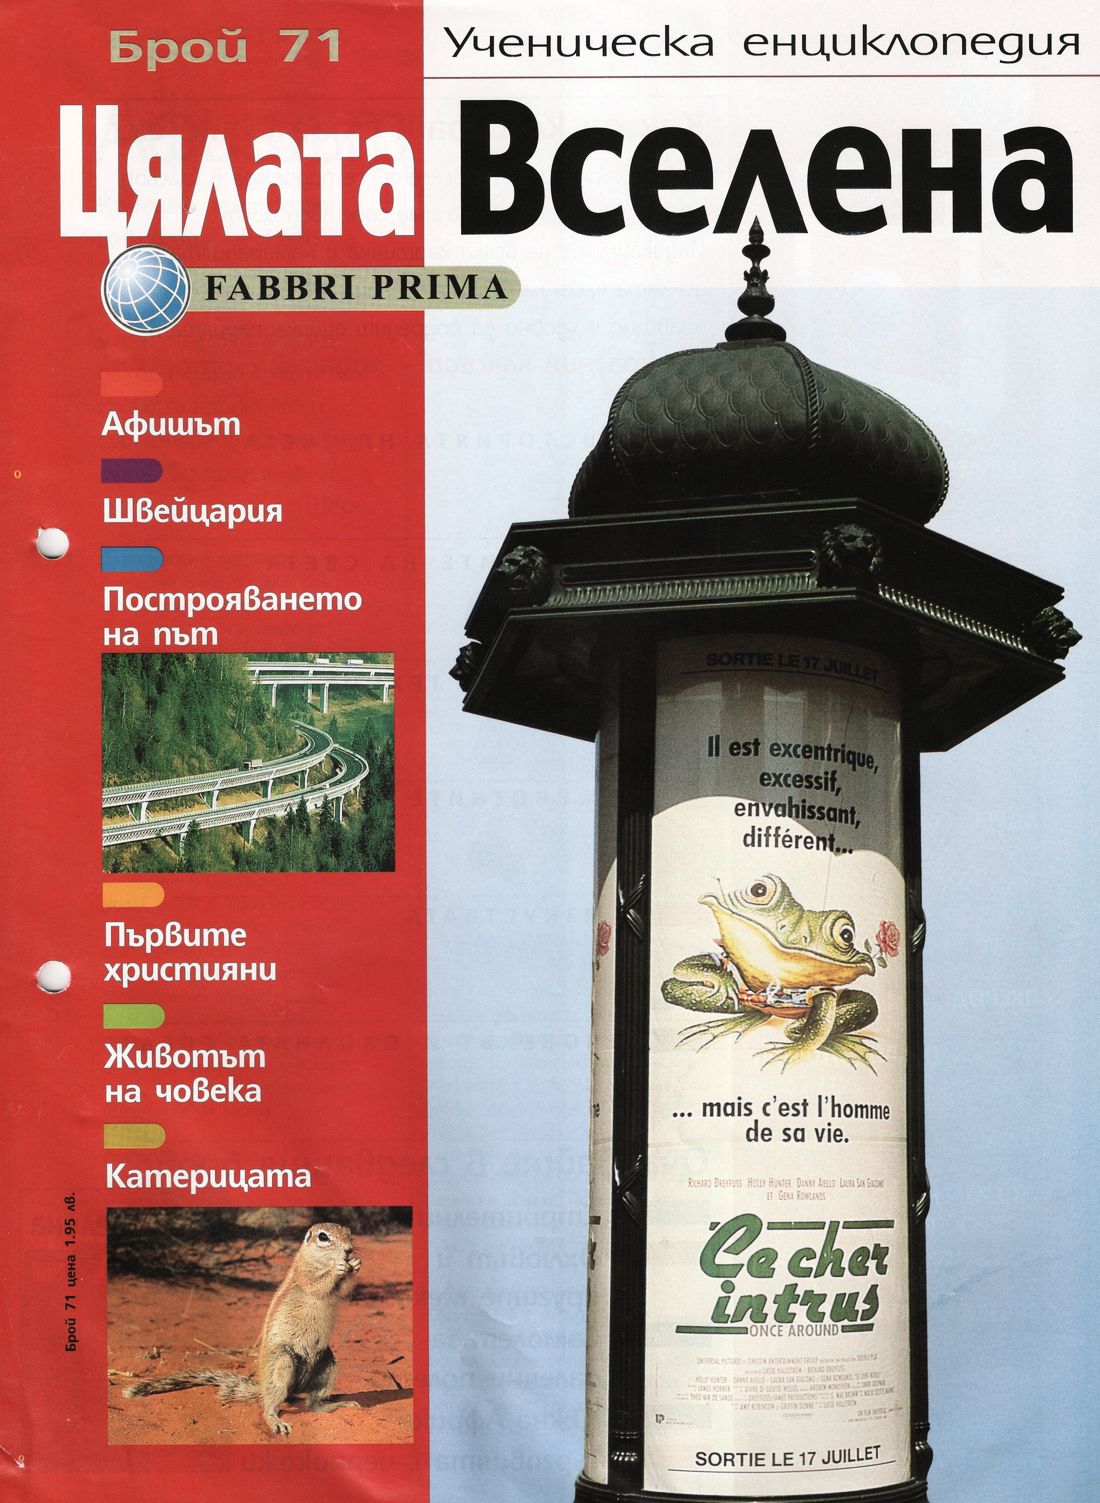 Брой 71
Ученическа енциклопедия
Цялата Вселена
FABBRI PRIMA
Афишът
Швейцария
Построяването
на път
Първите
християни
Животът
на човека
Катерицата
Брой 71 цена 1.95 лв.
SORTIE LE 17 JUILLET
Il est excentrique,
excessif,
envahissant,
différent...
... mais c'est l'homme
de sa vie.
RICHARD DREYFUSS HOLLY HUNTER DANNY AIELLO LAURA SAN GIACOMO
ET GENA ROWLANDS
Ce cher
intrus
ONCE AROUND
SORTIE LE 17 JUILLET